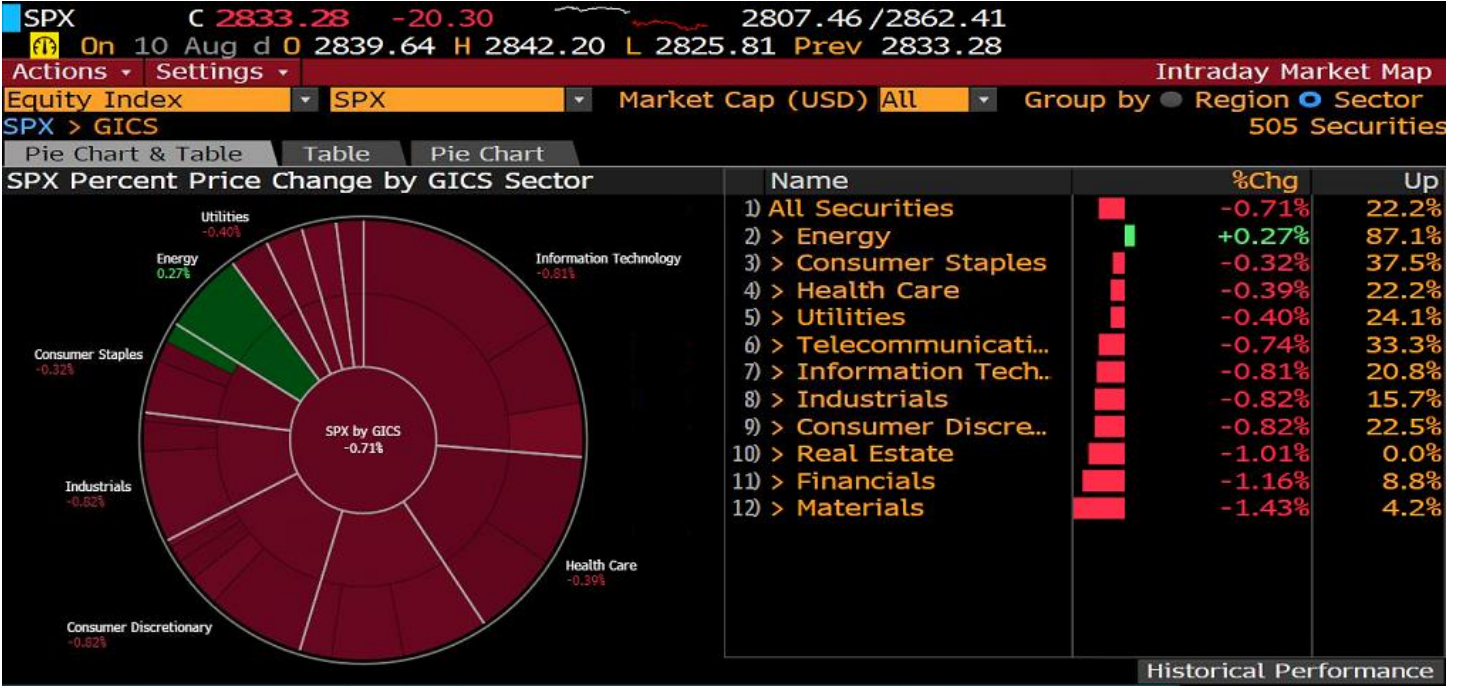 SPX C 2833.28 -20.30 2807.46 /2862.41
On 10 Aug d O 2839.64 H 2842.20 L 2825.81 Prev 2833.28
Actions Settings Intraday Market Map
Equity Index SPX Market Cap (USD) All Group by Region Sector
SPX > GICS 505 Securities
Pie Chart & Table Table Pie Chart
SPX Percent Price Change by GICS Sector
Utilities
-0.40%
Energy
0.27%
Information Technology
-0.81%
Consumer Staples
-0.32%
SPX by GICS
-0.71%
Industrials
-0.82%
Health Care
-0.39%
Consumer Discretionary
-0.82%
Name %Chg Up
1) All Securities -0.71% 22.2%
2) > Energy +0.27% 87.1%
3) > Consumer Staples -0.32% 37.5%
4) > Health Care -0.39% 22.2%
5) > Utilities -0.40% 24.1%
6) > Telecommunicati... -0.74% 33.3%
7) > Information Tech.. -0.81% 20.8%
8) > Industrials -0.82% 15.7%
9) > Consumer Discre... -0.82% 22.5%
10) > Real Estate -1.01% 0.0%
11) > Financials -1.16% 8.8%
12) > Materials -1.43% 4.2%
Historical Performance